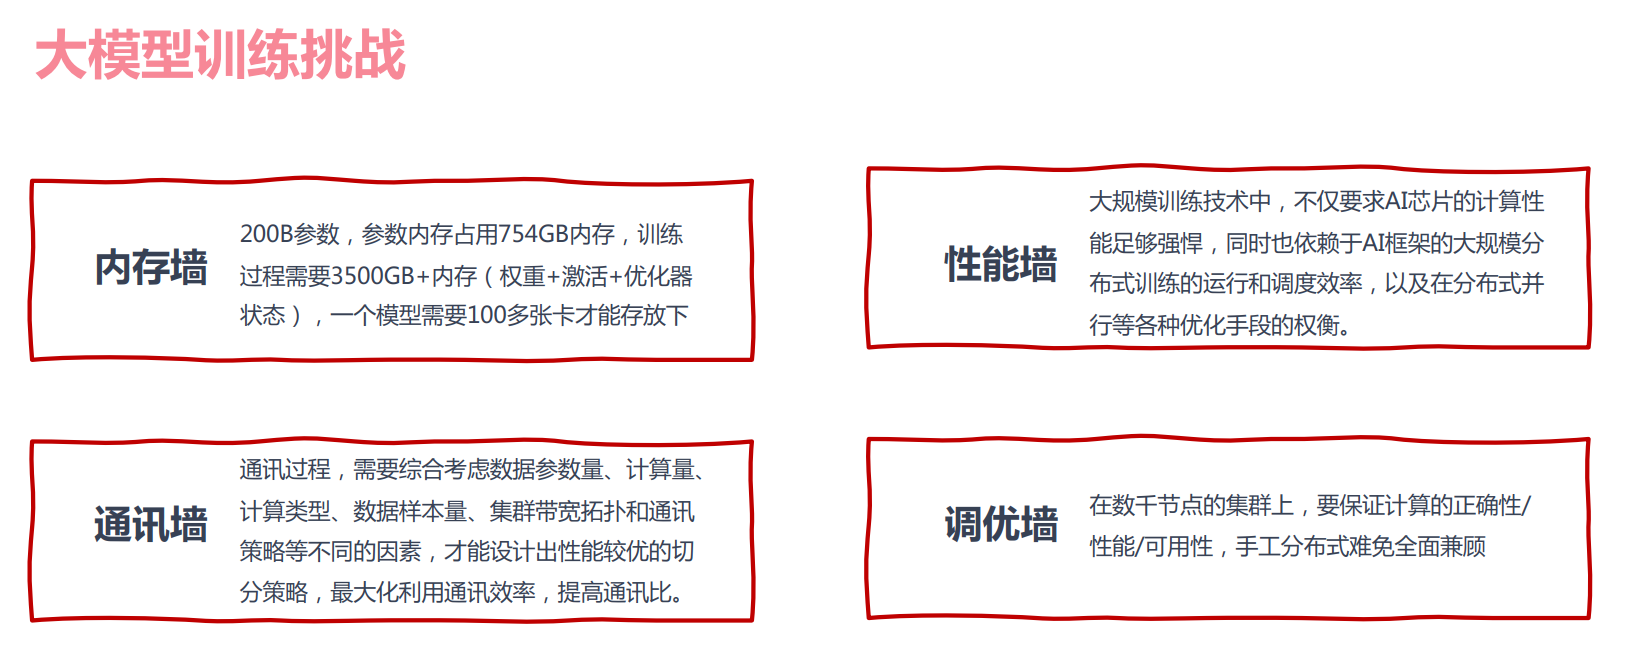 大模型训练挑战
内存墙
200B参数，参数内存占用754GB内存，训练
过程需要3500GB+内存（权重+激活+优化器
状态），一个模型需要100多张卡才能存放下
性能墙
大规模训练技术中，不仅要求AI芯片的计算性
能足够强悍，同时也依赖于AI框架的大规模分
布式训练的运行和调度效率，以及在分布式并
行等各种优化手段的权衡。
通讯墙
通讯过程，需要综合考虑数据参数量、计算量、
计算类型、数据样本量、集群带宽拓扑和通讯
策略等不同的因素，才能设计出性能较优的切
分策略，最大化利用通讯效率，提高通讯比。
调优墙
在数千节点的集群上，要保证计算的正确性/
性能/可用性，手工分布式难免全面兼顾